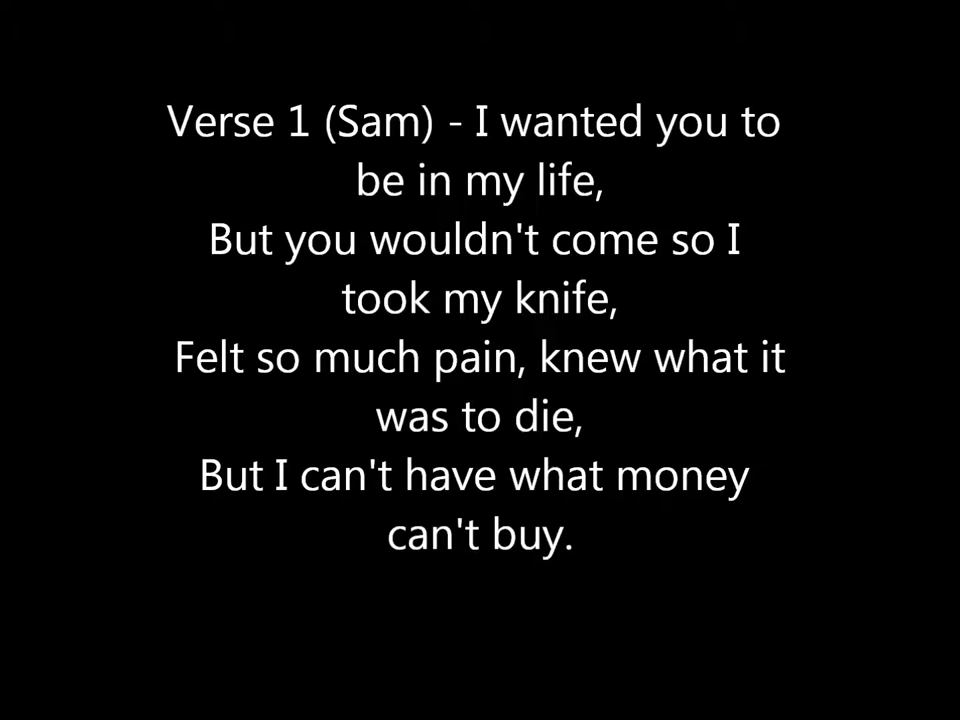 Verse 1 (Sam) - I wanted you to
be in my life,
But you wouldn't come so I
took my knife,
Felt so much pain, knew what it
was to die,
But I can't have what money
can't buy.